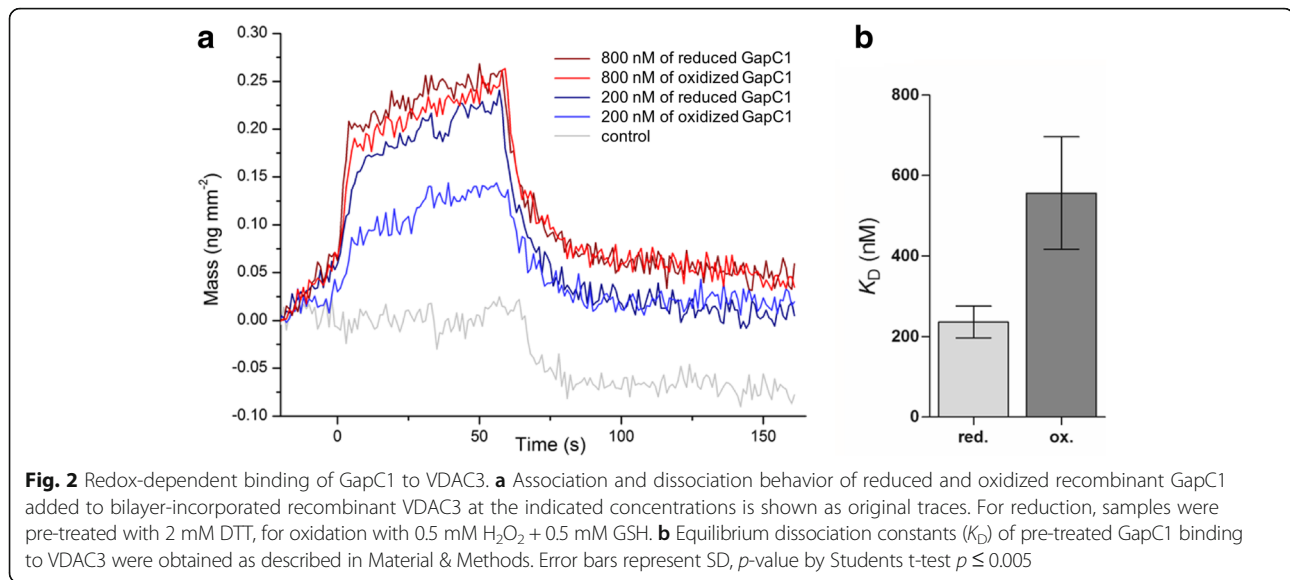 a
0.30
0.25
0.20
0.15
0.10
0.05
0.00
-0.05
-0.10
Mass (ng mm⁻²)
800 nM of reduced GapC1
800 nM of oxidized GapC1
200 nM of reduced GapC1
200 nM of oxidized GapC1
control
0 50 100 150
Time (s)
b
800
600
400
200
0
K_D (nM)
red. ox.
Fig. 2 Redox-dependent binding of GapC1 to VDAC3. a Association and dissociation behavior of reduced and oxidized recombinant GapC1
added to bilayer-incorporated recombinant VDAC3 at the indicated concentrations is shown as original traces. For reduction, samples were
pre-treated with 2 mM DTT, for oxidation with 0.5 mM H₂O₂ + 0.5 mM GSH. b Equilibrium dissociation constants (K_D) of pre-treated GapC1 binding
to VDAC3 were obtained as described in Material & Methods. Error bars represent SD, p-value by Students t-test p ≤ 0.005